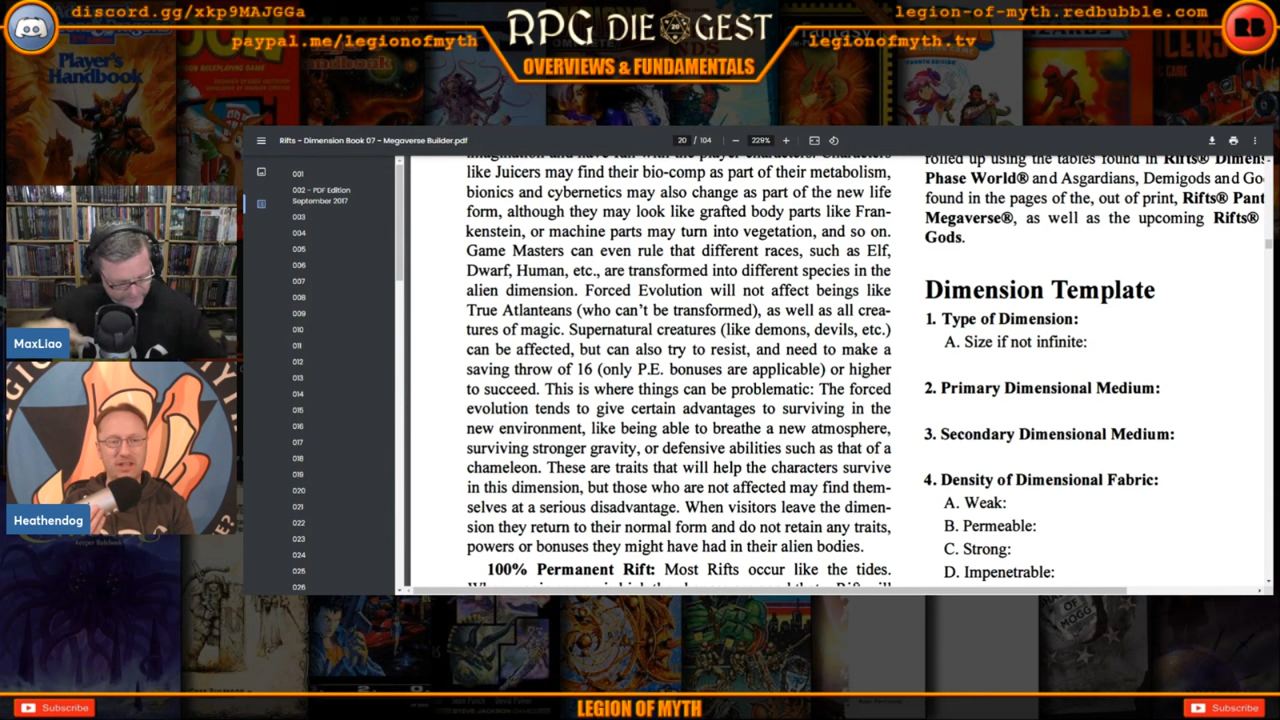 discord.gg/xkp9MAJGGa
paypal.me/legionofmyth
RPG DIE GEST
OVERVIEWS & FUNDAMENTALS
legion-of-myth.redbubble.com
legionofmyth.tv
Player's
Handbook
Rifts - Dimension Book 07 - Megaverse Builder.pdf
20 / 104
229%
001
002 - PDF Edition
September 2017
003
004
005
006
007
008
009
010
011
012
013
014
015
016
017
018
019
020
021
022
023
024
025
026
imagination and have fun with the player characters. Characters
like Juicers may find their bio-comp as part of their metabolism,
bionics and cybernetics may also change as part of the new life
form, although they may look like grafted body parts like Fran-
kenstein, or machine parts may turn into vegetation, and so on.
Game Masters can even rule that different races, such as Elf,
Dwarf, Human, etc., are transformed into different species in the
alien dimension. Forced Evolution will not affect beings like
True Atlanteans (who can't be transformed), as well as all crea-
tures of magic. Supernatural creatures (like demons, devils, etc.)
can be affected, but can also try to resist, and need to make a
saving throw of 16 (only P.E. bonuses are applicable) or higher
to succeed. This is where things can be problematic: The forced
evolution tends to give certain advantages to surviving in the
new environment, like being able to breathe a new atmosphere,
surviving stronger gravity, or defensive abilities such as that of a
chameleon. These are traits that will help the characters survive
in this dimension, but those who are not affected may find them-
selves at a serious disadvantage. When visitors leave the dimen-
sion they return to their normal form and do not retain any traits,
powers or bonuses they might have had in their alien bodies.
100% Permanent Rift: Most Rifts occur like the tides.
rolled up using the tables found in Rifts® Dimen
Phase World® and Asgardians, Demigods and Go
found in the pages of the, out of print, Rifts® Pant
Megaverse®, as well as the upcoming Rifts®
Gods.
Dimension Template
1. Type of Dimension:
A. Size if not infinite:
2. Primary Dimensional Medium:
3. Secondary Dimensional Medium:
4. Density of Dimensional Fabric:
A. Weak:
B. Permeable:
C. Strong:
D. Impenetrable:
MaxLiao
Heathendog
Subscribe
LEGION OF MYTH
Subscribe